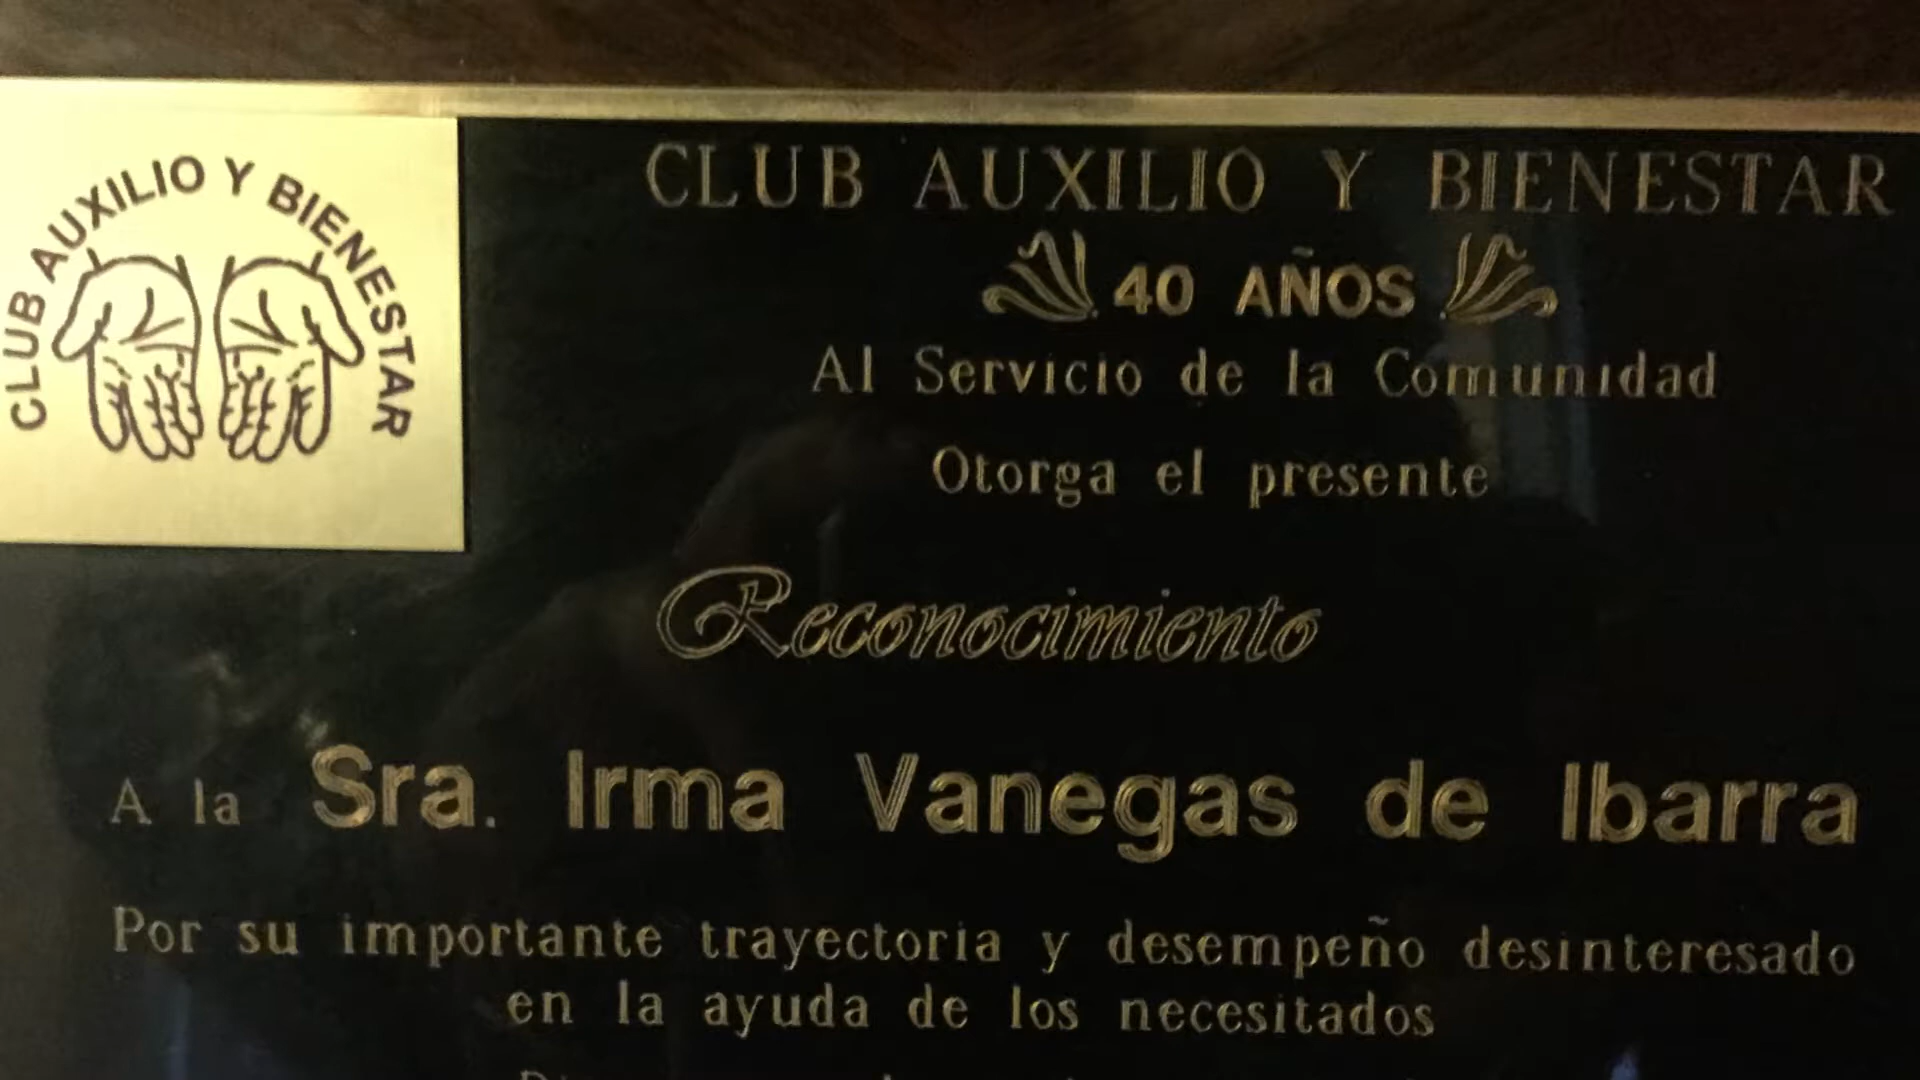 CLUB AUXILIO Y BIENESTAR
CLUB AUXILIO Y BIENESTAR
40 AÑOS
Al Servicio de la Comunidad
Otorga el presente
Reconocimiento
A la Sra. Irma Vanegas de Ibarra
Por su importante trayectoria y desempeño desinteresado
en la ayuda de los necesitados